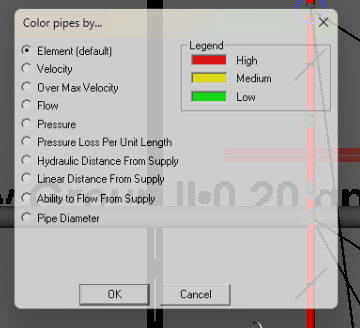 Color pipes by...
Element (default)
Velocity
Over Max Velocity
Flow
Pressure
Pressure Loss Per Unit Length
Hydraulic Distance From Supply
Linear Distance From Supply
Ability to Flow From Supply
Pipe Diameter
Legend
High
Medium
Low
OK
Cancel